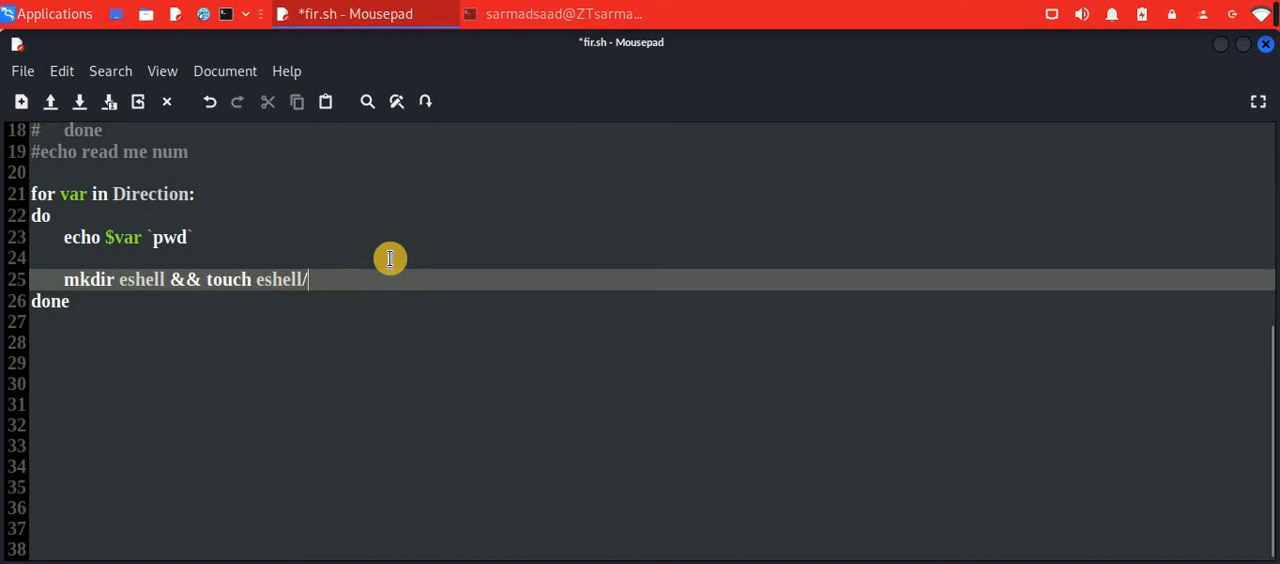 Applications
*fir.sh - Mousepad
sarmadsaad@ZTsarma...
*fir.sh - Mousepad
File Edit Search View Document Help
18 # done
19 #echo read me num
20
21 for var in Direction:
22 do
23 echo $var `pwd`
24
25 mkdir eshell && touch eshell/
26 done
27
28
29
30
31
32
33
34
35
36
37
38